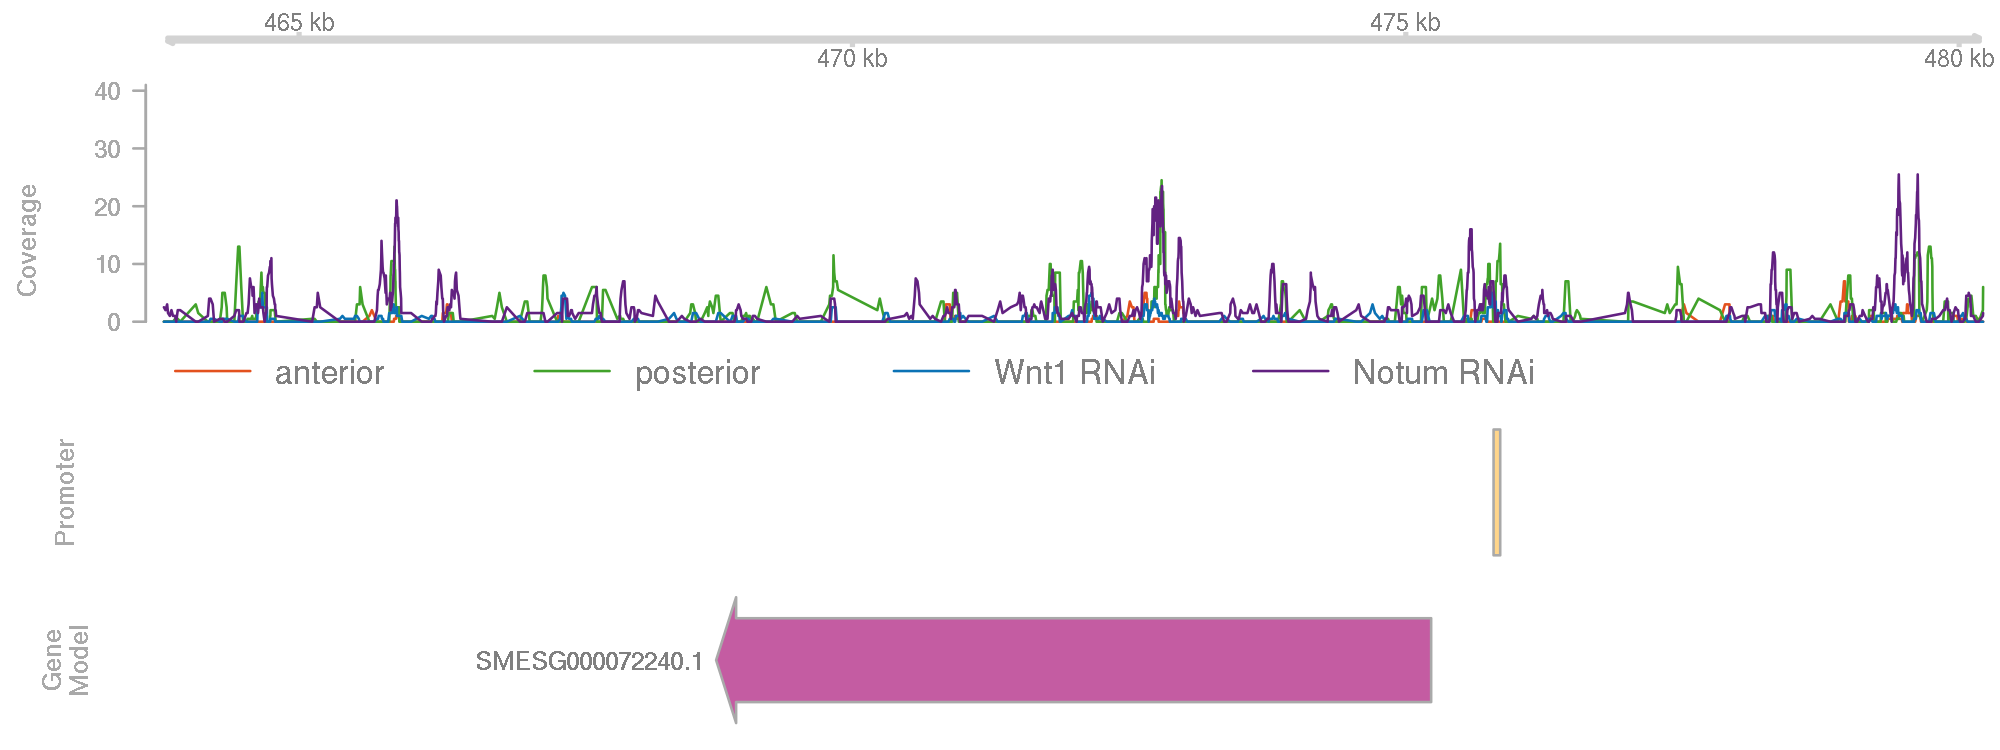 465 kb
475 kb
470 kb
480 kb
40
30
20
10
0
Coverage
anterior
posterior
Wnt1 RNAi
Notum RNAi
Promoter
SMESG000072240.1
Gene
Model